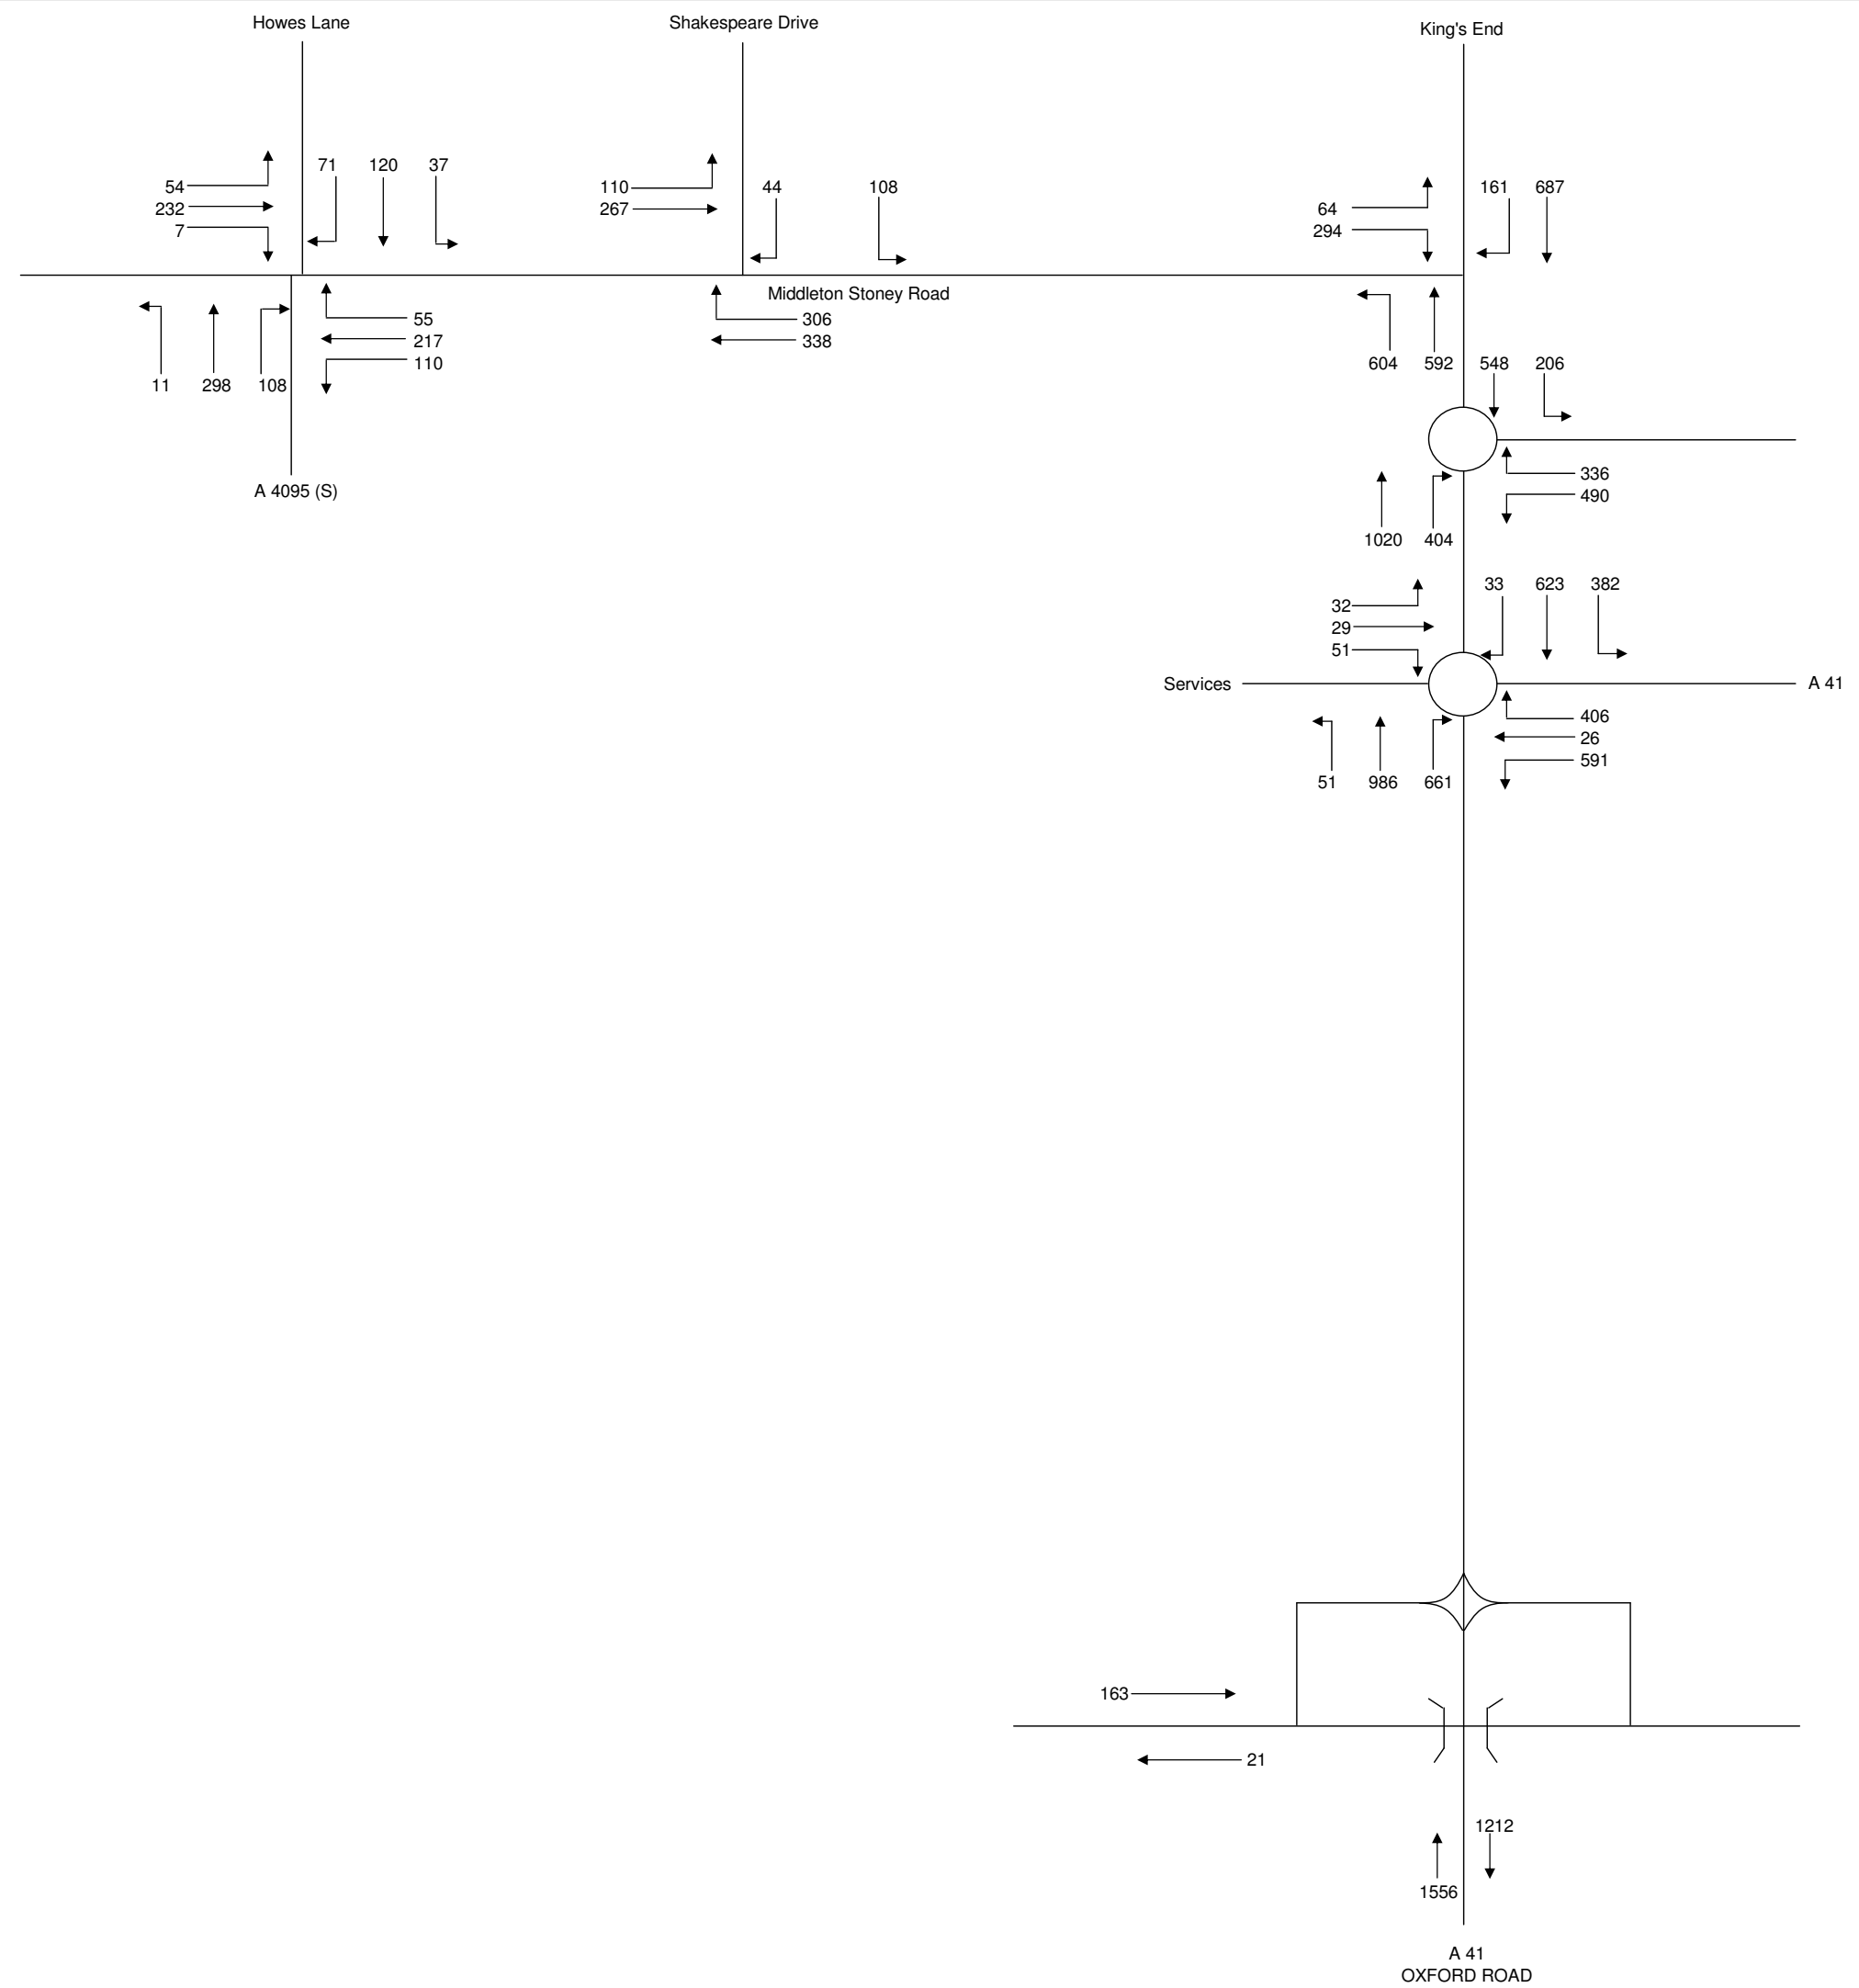 Howes Lane
Shakespeare Drive
King's End
71 120 37
54
232
7
110
267
44 108
64
294
161 687
Middleton Stoney Road
55
217
110
11 298 108
306
338
604 592 548 206
A 4095 (S)
336
490
1020 404
32
29
51
33 623 382
Services
A 41
406
26
591
51 986 661
163
21
1212
1556
A 41
OXFORD ROAD